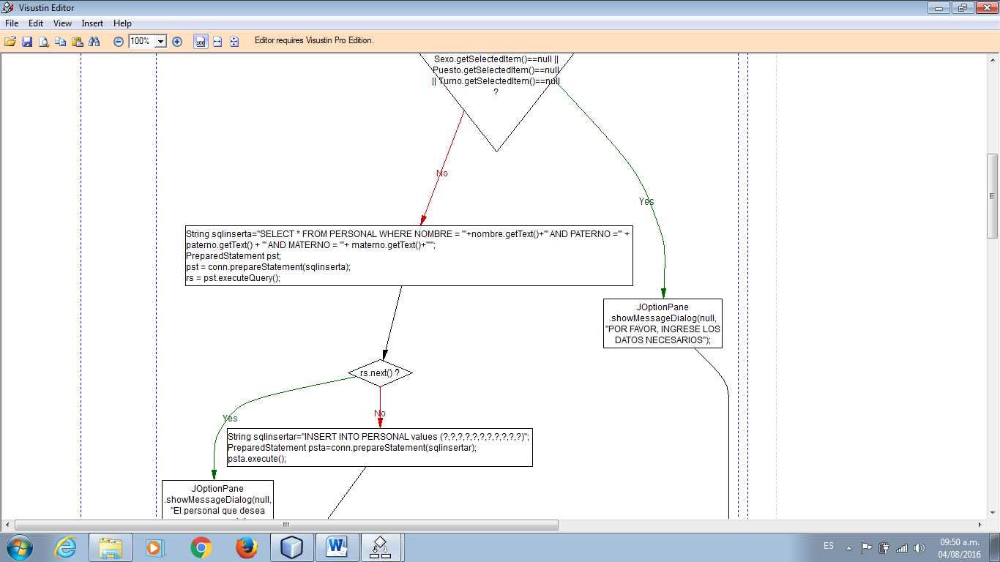 Visustin Editor
File Edit View Insert Help
100%
100
Editor requires Visustin Pro Edition.
Sexo.getSelectedItem()==null ||
Puesto.getSelectedItem()==null
|| Turno.getSelectedItem()==null
?
No
Yes
String sqlinserta="SELECT * FROM PERSONAL WHERE NOMBRE = '"+nombre.getText()+"' AND PATERNO ='" +
paterno.getText() + "' AND MATERNO = '"+ materno.getText()+"'";
PreparedStatement pst;
pst = conn.prepareStatement(sqlinserta);
rs = pst.executeQuery();
JOptionPane
.showMessageDialog(null,
"POR FAVOR, INGRESE LOS
DATOS NECESARIOS");
rs.next() ?
Yes
No
String sqlinsertar="INSERT INTO PERSONAL values (?,?,?,?,?,?,?,?,?,?,?)";
PreparedStatement psta=conn.prepareStatement(sqlinsertar);
psta.execute();
JOptionPane
.showMessageDialog(null,
"El personal que desea
ES
09:50 a.m.
04/08/2016